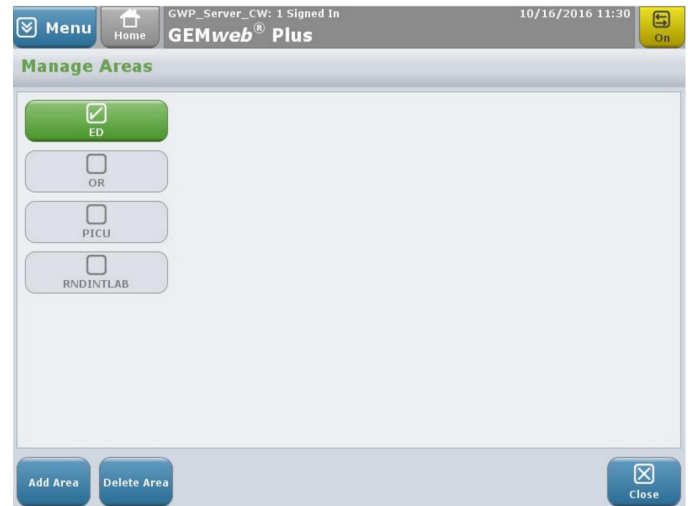 Menu
Home
GWP_Server_CW: 1 Signed In
10/16/2016 11:30
GEMweb® Plus
On
Manage Areas
ED
OR
PICU
RNDINTLAB
Add Area
Delete Area
Close